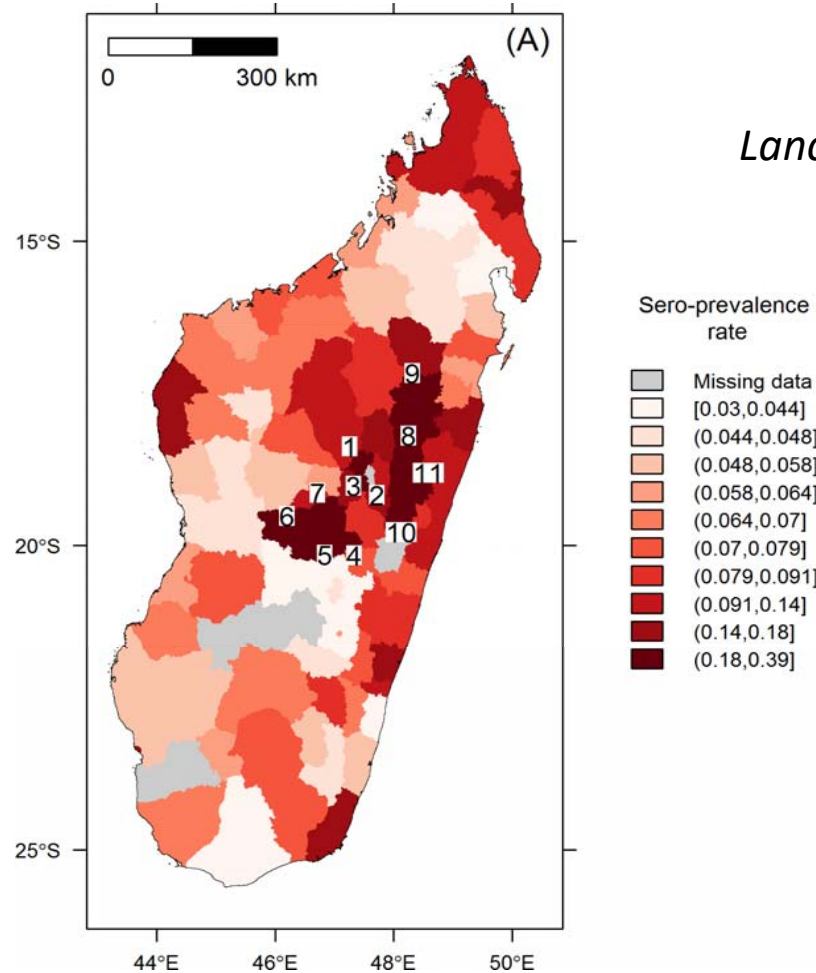 (A)
0 300 km
Land
15°S
20°S
25°S
44°E 46°E 48°E 50°E
9
8
1
11
3
2
7
6
10
5
4
Sero-prevalence
rate
Missing data
[0.03,0.044]
(0.044,0.048]
(0.048,0.058]
(0.058,0.064]
(0.064,0.07]
(0.07,0.079]
(0.079,0.091]
(0.091,0.14]
(0.14,0.18]
(0.18,0.39]